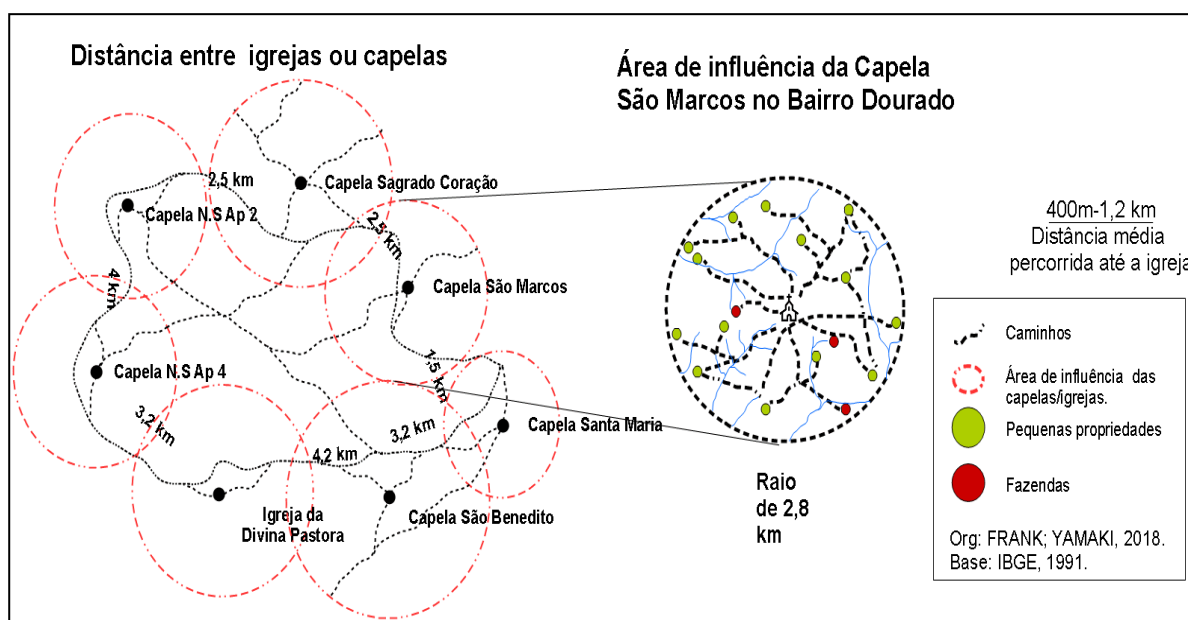 Distância entre igrejas ou capelas
2,5 km
Capela Sagrado Coração
Capela N.S Ap 2
2,5 km
4 km
Capela São Marcos
Capela N.S Ap 4
1,5 km
3,2 km
3,2 km
Capela Santa Maria
4,2 km
Igreja da
Divina Pastora
Capela São Benedito
Área de influência da Capela
São Marcos no Bairro Dourado
Raio
de 2,8
km
400m-1,2 km
Distância média
percorrida até a igreja
Caminhos
Área de influência das
capelas/igrejas.
Pequenas propriedades
Fazendas
Org: FRANK; YAMAKI, 2018.
Base: IBGE, 1991.